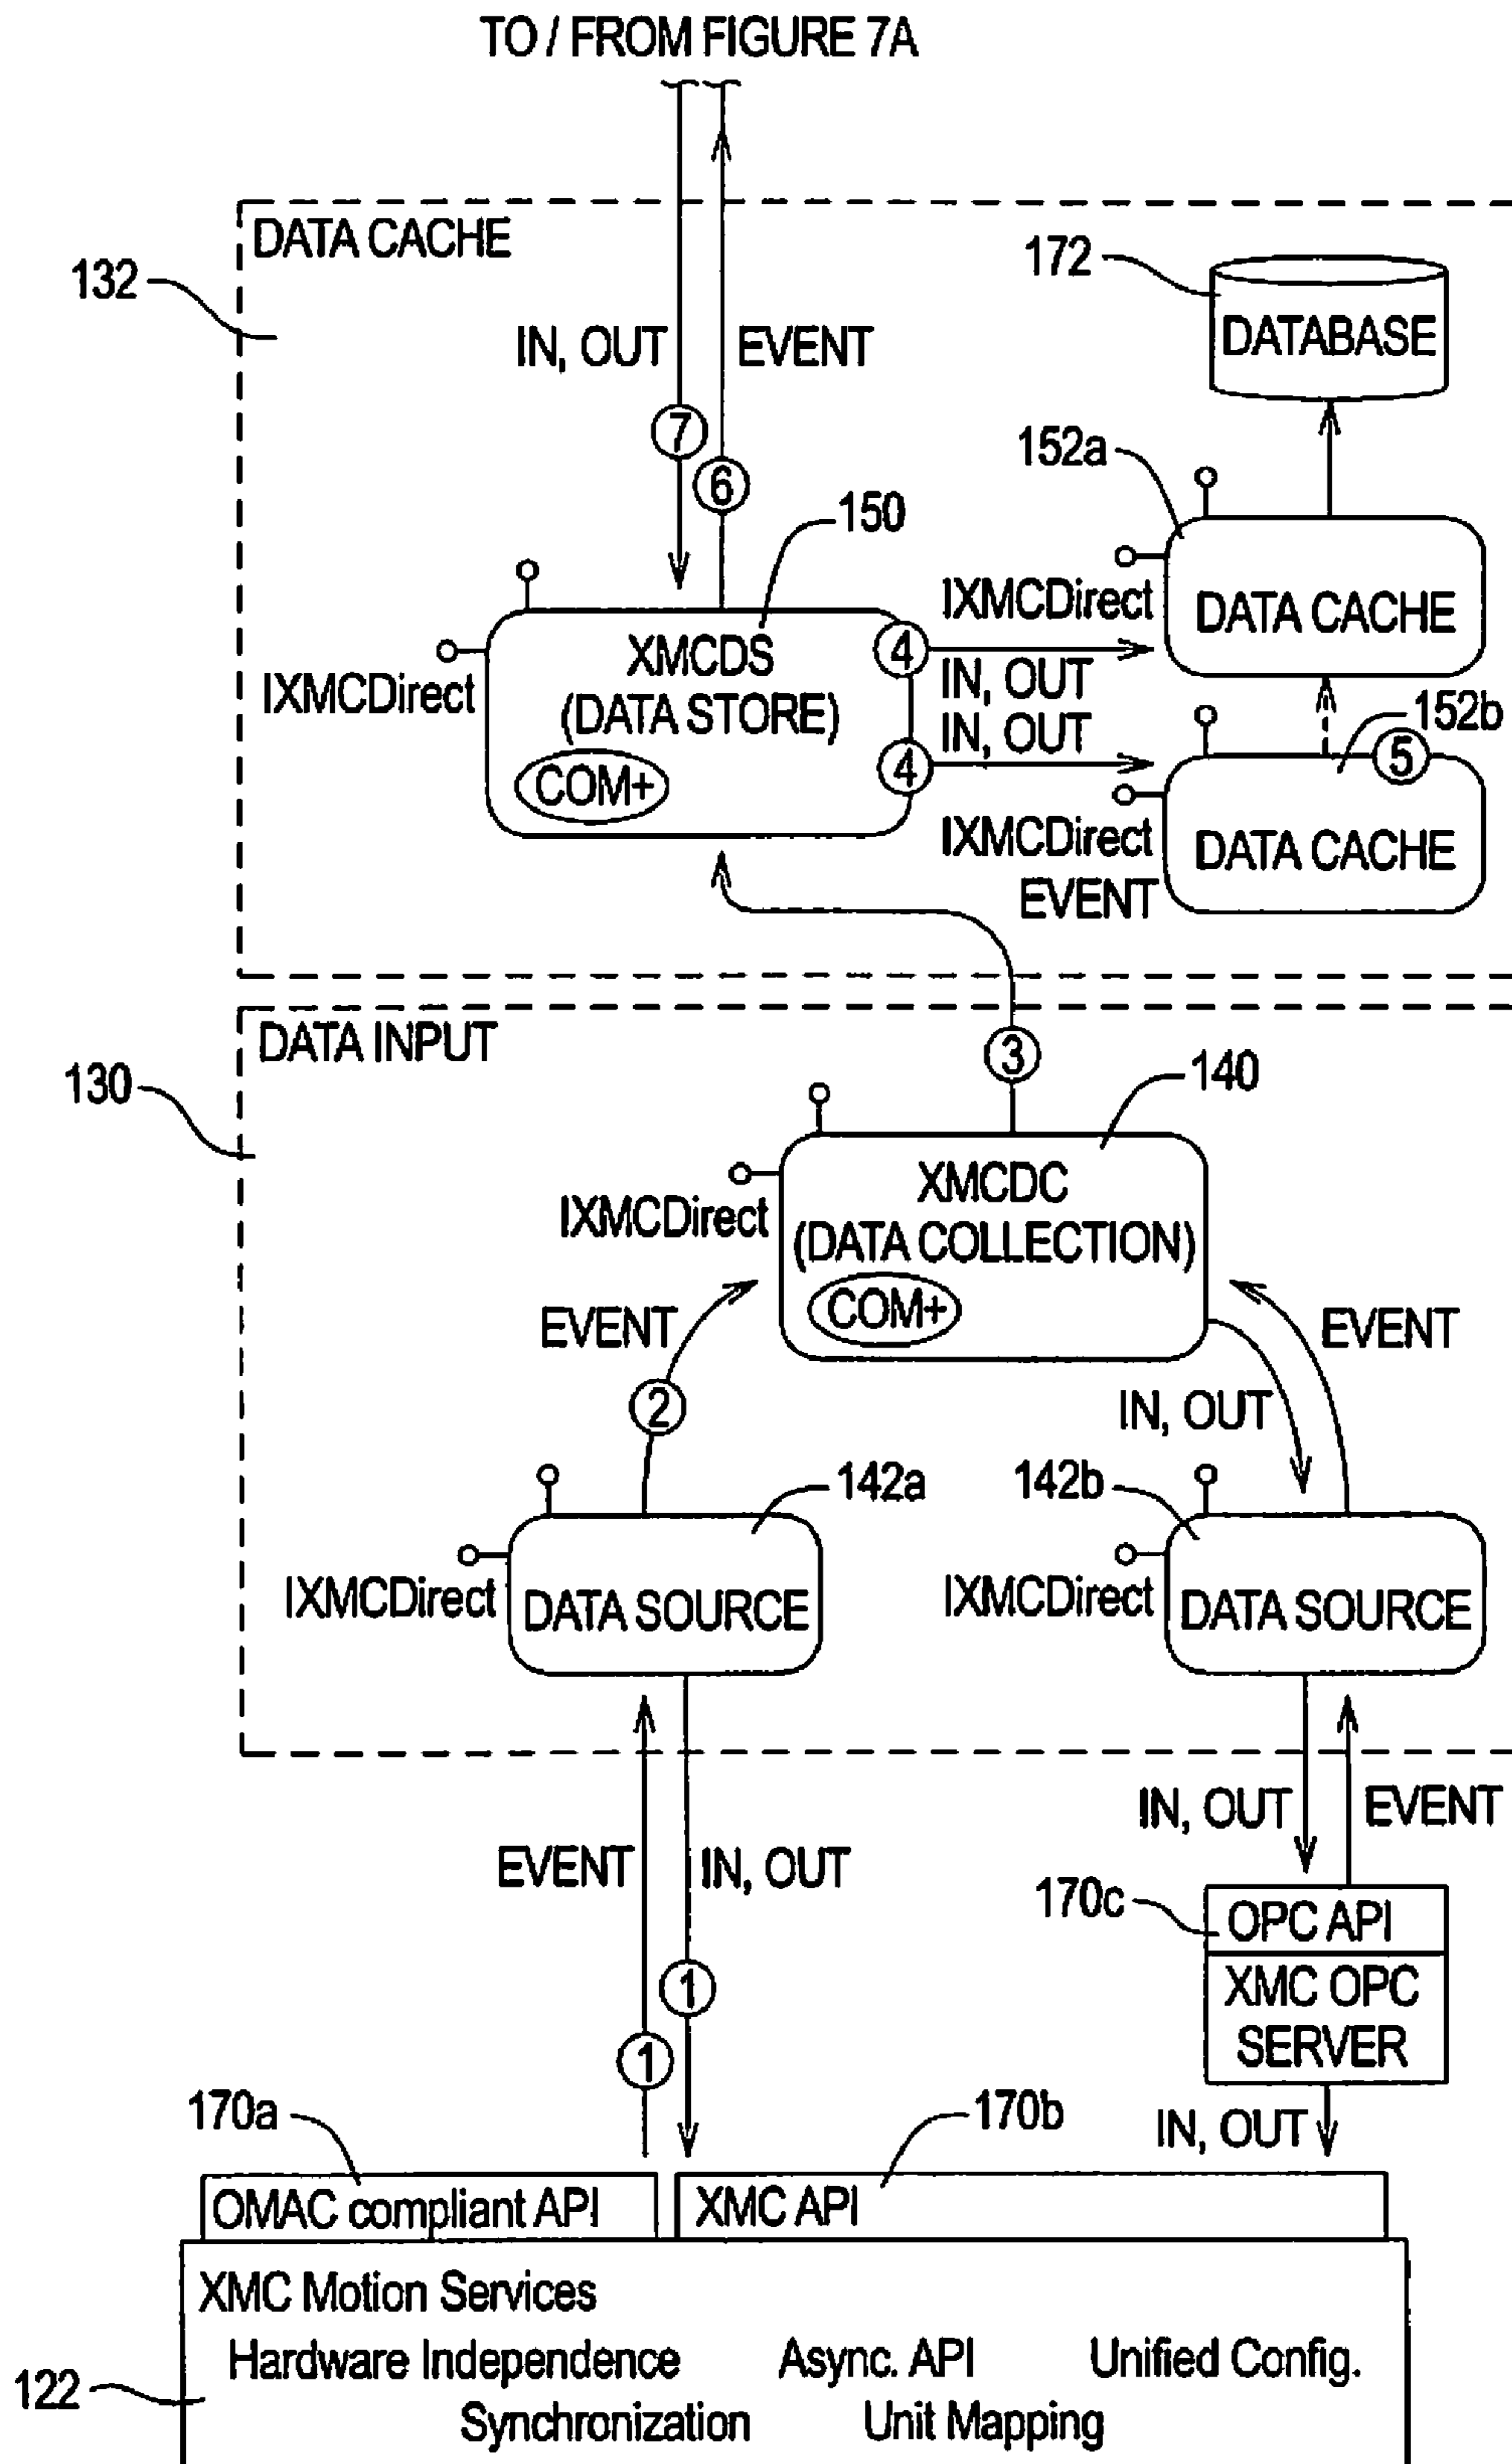 TO / FROM FIGURE 7A
DATA CACHE
132
172
DATABASE
IN, OUT
EVENT
7
6
152a
150
IXMCDirect
XMCDS
(DATA STORE)
COM+
4
IN, OUT
IN, OUT
4
IXMCDirect
DATA CACHE
152b
5
IXMCDirect
EVENT
DATA CACHE
DATA INPUT
130
3
140
IXMCDirect
XMCDC
(DATA COLLECTION)
COM+
EVENT
2
EVENT
IN, OUT
142a
142b
IXMCDirect
DATA SOURCE
IXMCDirect
DATA SOURCE
EVENT
IN, OUT
1
1
IN, OUT
EVENT
170c
OPC API
XMC OPC
SERVER
IN, OUT
170a
170b
OMAC compliant API
XMC API
XMC Motion Services
Hardware Independence
Async. API
Unified Config.
122
Synchronization
Unit Mapping